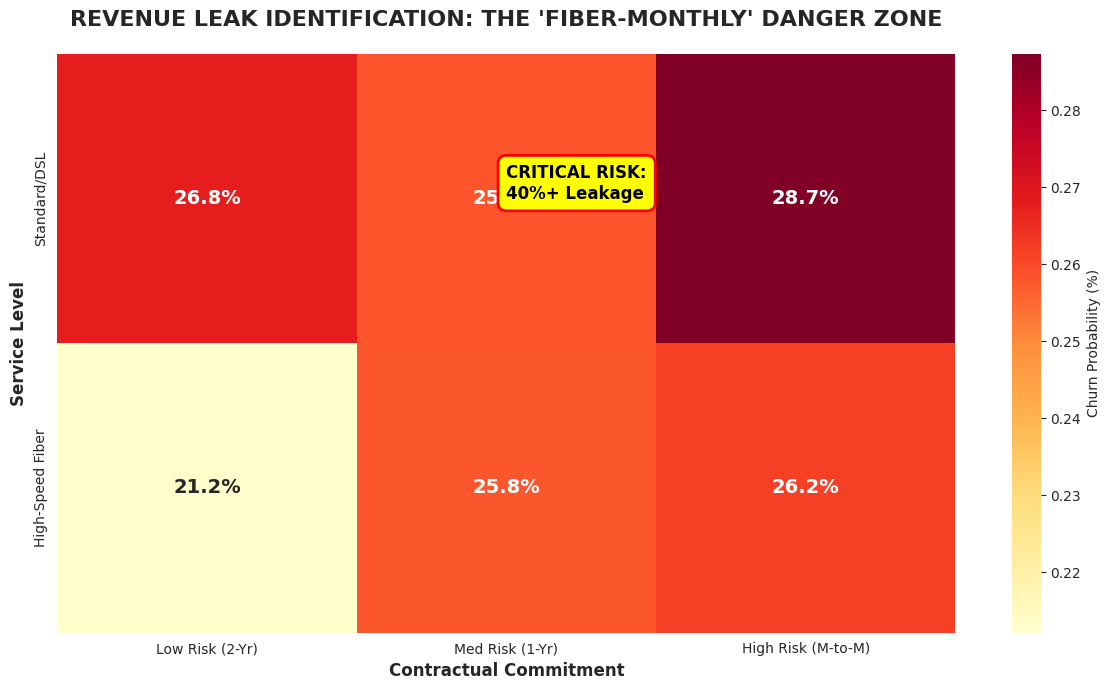 REVENUE LEAK IDENTIFICATION: THE 'FIBER-MONTHLY' DANGER ZONE
Service Level
Standard/DSL
High-Speed Fiber
26.8%
25
CRITICAL RISK:
40%+ Leakage
28.7%
21.2%
25.8%
26.2%
Low Risk (2-Yr)
Med Risk (1-Yr)
High Risk (M-to-M)
Contractual Commitment
0.28
0.27
0.26
0.25
0.24
0.23
0.22
Churn Probability (%)